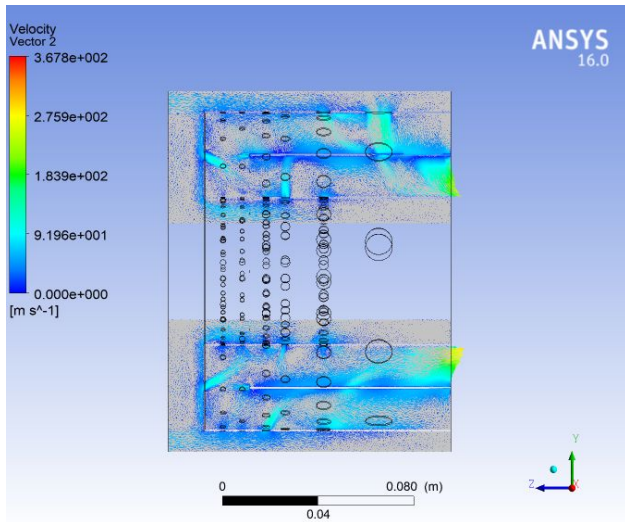 Velocity
Vector 2
3.678e+002
2.759e+002
1.839e+002
9.196e+001
0.000e+000
[m s^-1]
ANSYS
16.0
0 0.080 (m)
0.04
Y
Z X